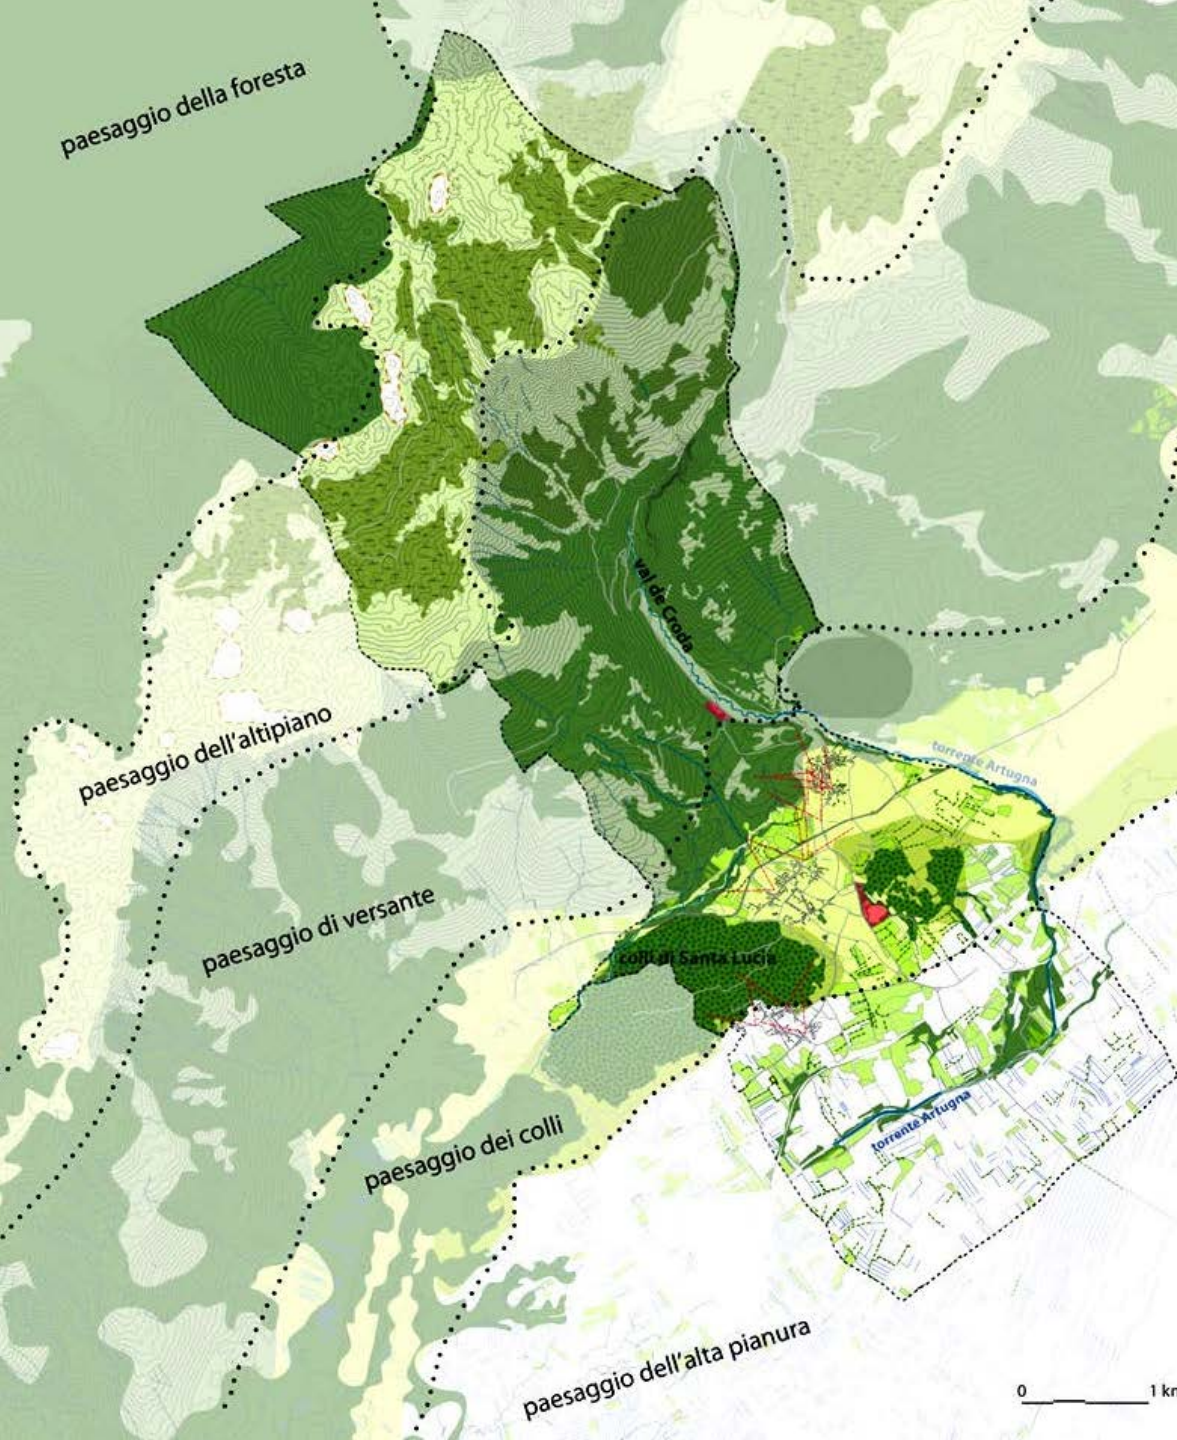 paesaggio della foresta
val de Croda
paesaggio dell'altipiano
torrente Artugna
paesaggio di versante
colli di Santa Lucia
torrente Artugna
paesaggio dei colli
paesaggio dell'alta pianura
0 1 km